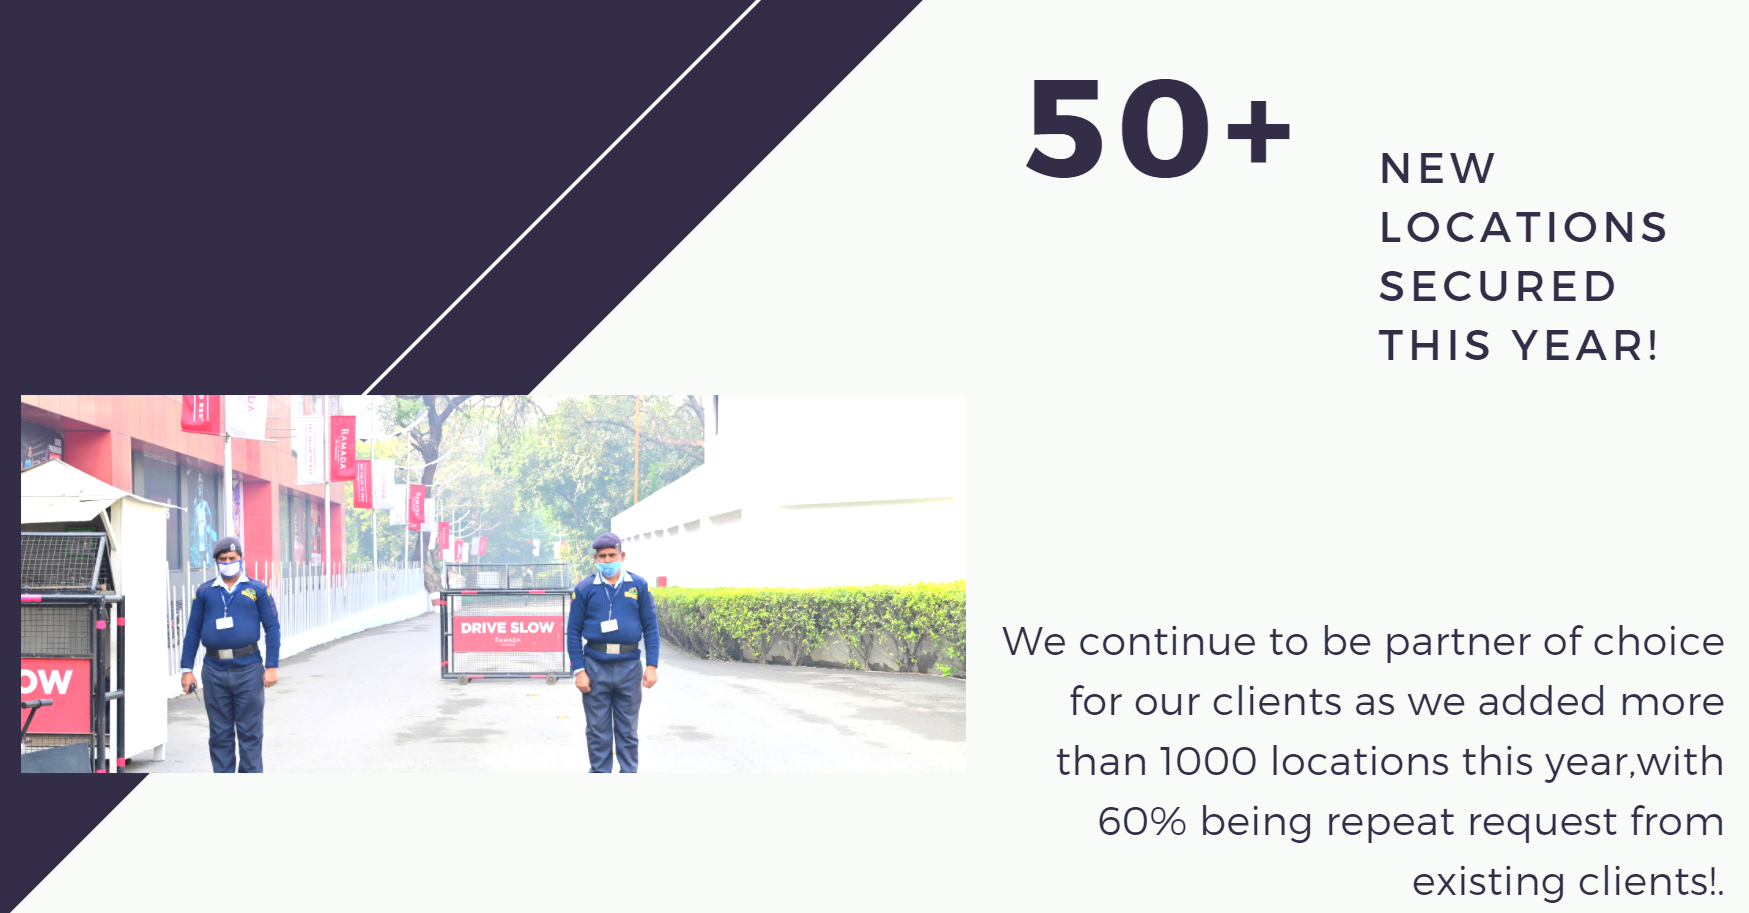 50+
NEW
LOCATIONS
SECURED
THIS YEAR!
RAMADA
DRIVE SLOW
RAMADA
OW
We continue to be partner of choice
for our clients as we added more
than 1000 locations this year,with
60% being repeat request from
existing clients!.